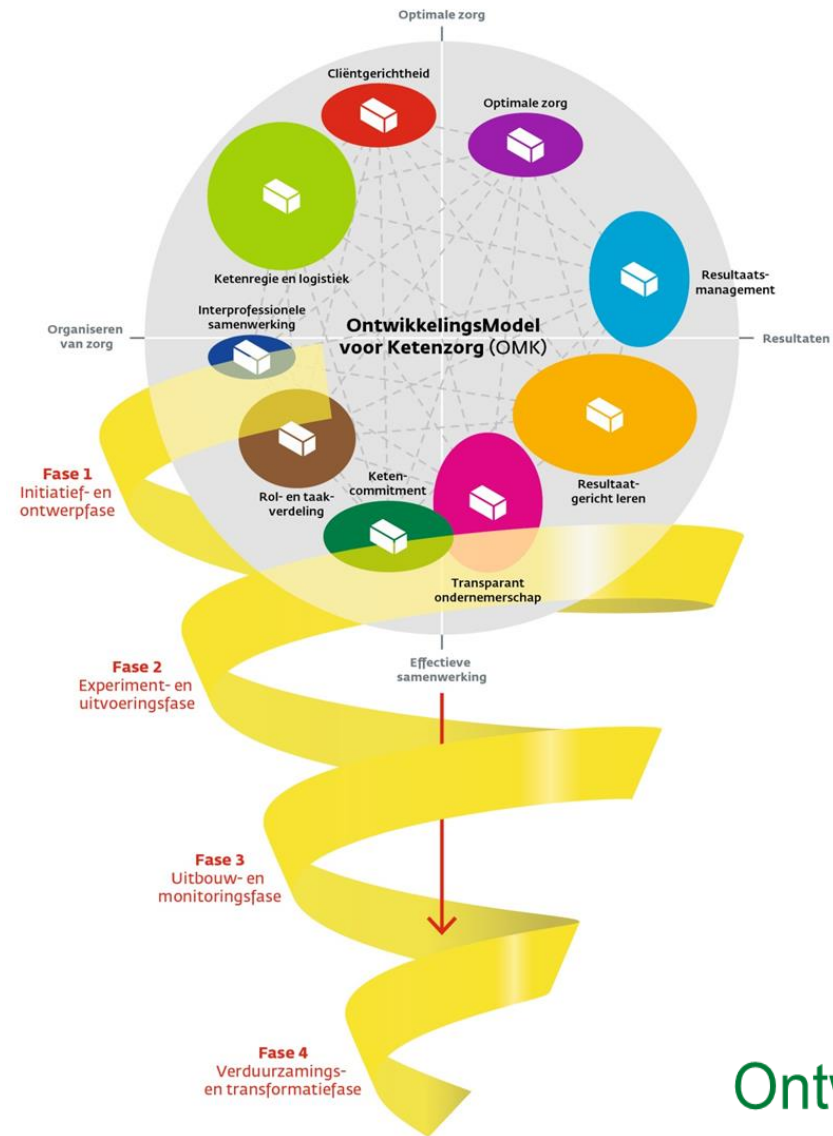 Optimale zorg
Cliëntgerichtheid
Optimale zorg
Ketenregie en logistiek
Resultaats-
management
Interprofessionele
samenwerking
Organiseren
van zorg
OntwikkelingsModel
voor Ketenzorg (OMK)
Resultaten
Fase 1
Initiatief- en
ontwerpfase
Rol- en taak-
verdeling
Keten-
commitment
Resultaat-
gericht leren
Transparant
ondernemerschap
Effectieve
samenwerking
Fase 2
Experiment- en
uitvoeringsfase
Fase 3
Uitbouw- en
monitoringsfase
Fase 4
Verduurzamings-
en transformatiefase